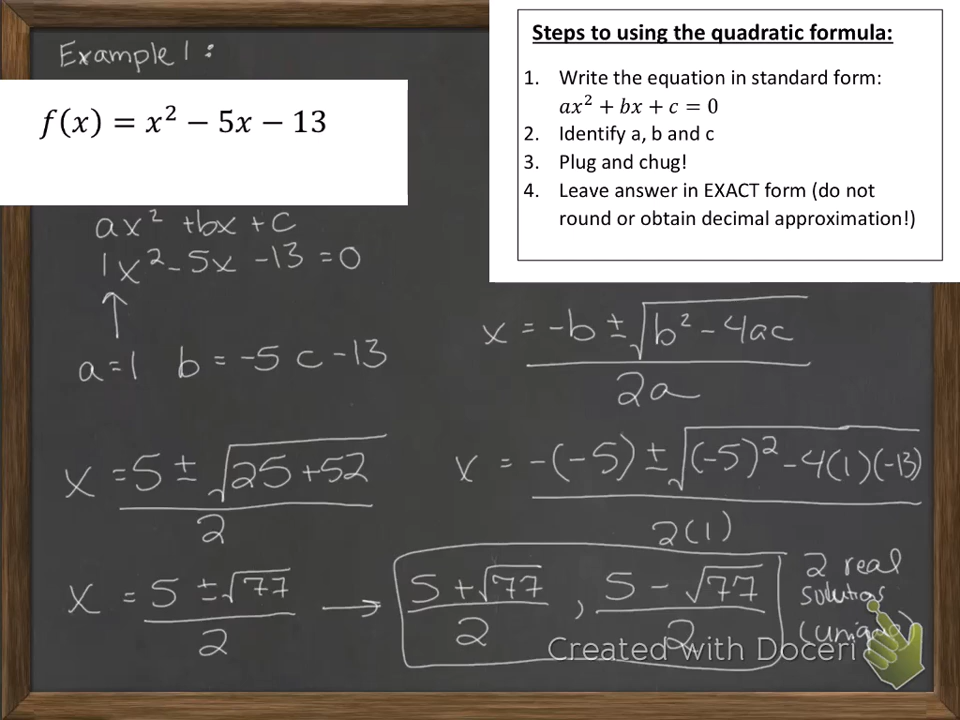 Example 1:
f(x) = x² − 5x − 13
Steps to using the quadratic formula:
1. Write the equation in standard form:
ax² + bx + c = 0
2. Identify a, b and c
3. Plug and chug!
4. Leave answer in EXACT form (do not
round or obtain decimal approximation!)
ax² +bx +c
1x² - 5x - 13 = 0
a = 1 b = -5 c -13
x = -b ± √b² - 4ac
2a
x = -(-5) ± √(-5)² - 4(1)(-13)
2(1)
x = 5 ± √25 + 52
2
x = 5 ± √77
2
→ 5 + √77 , 5 - √77
2 2
2 real
solutions
(unique)
Created with Doceri